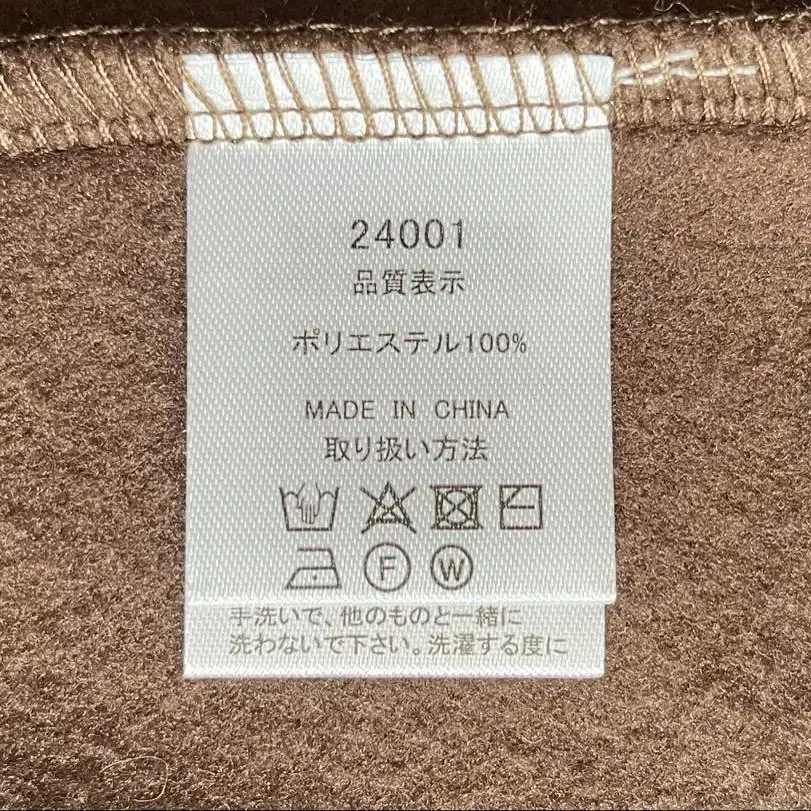 24001
品質表示
ポリエステル100%
MADE IN CHINA
取り扱い方法
F W
手洗いで、他のものと一緒に
洗わないで下さい。洗濯する度に